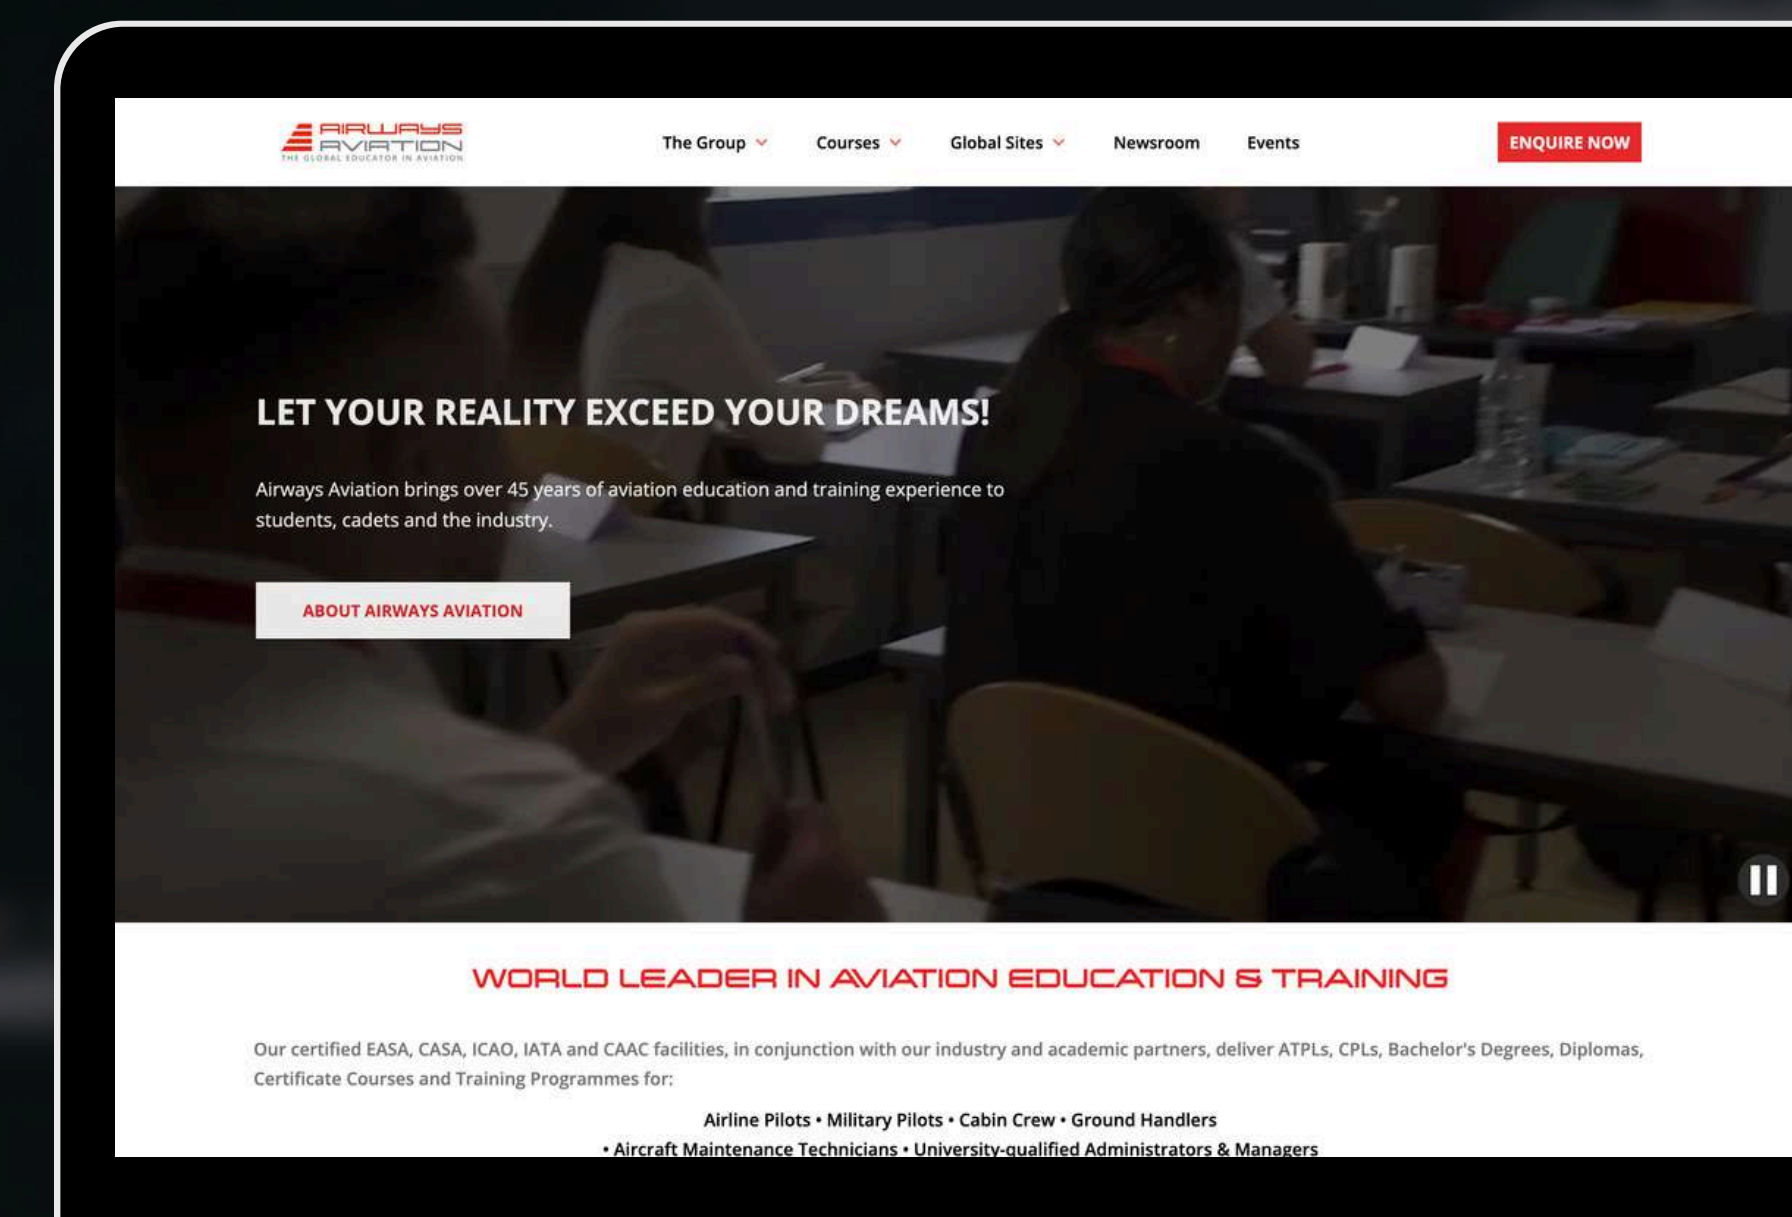 AIRWAYS
AVIATION
THE GLOBAL EDUCATOR IN AVIATION
The Group
Courses
Global Sites
Newsroom
Events
ENQUIRE NOW
LET YOUR REALITY EXCEED YOUR DREAMS!
Airways Aviation brings over 45 years of aviation education and training experience to
students, cadets and the industry.
ABOUT AIRWAYS AVIATION
WORLD LEADER IN AVIATION EDUCATION & TRAINING
Our certified EASA, CASA, ICAO, IATA and CAAC facilities, in conjunction with our industry and academic partners, deliver ATPLs, CPLs, Bachelor's Degrees, Diplomas,
Certificate Courses and Training Programmes for:
Airline Pilots • Military Pilots • Cabin Crew • Ground Handlers
• Aircraft Maintenance Technicians • University-qualified Administrators & Managers